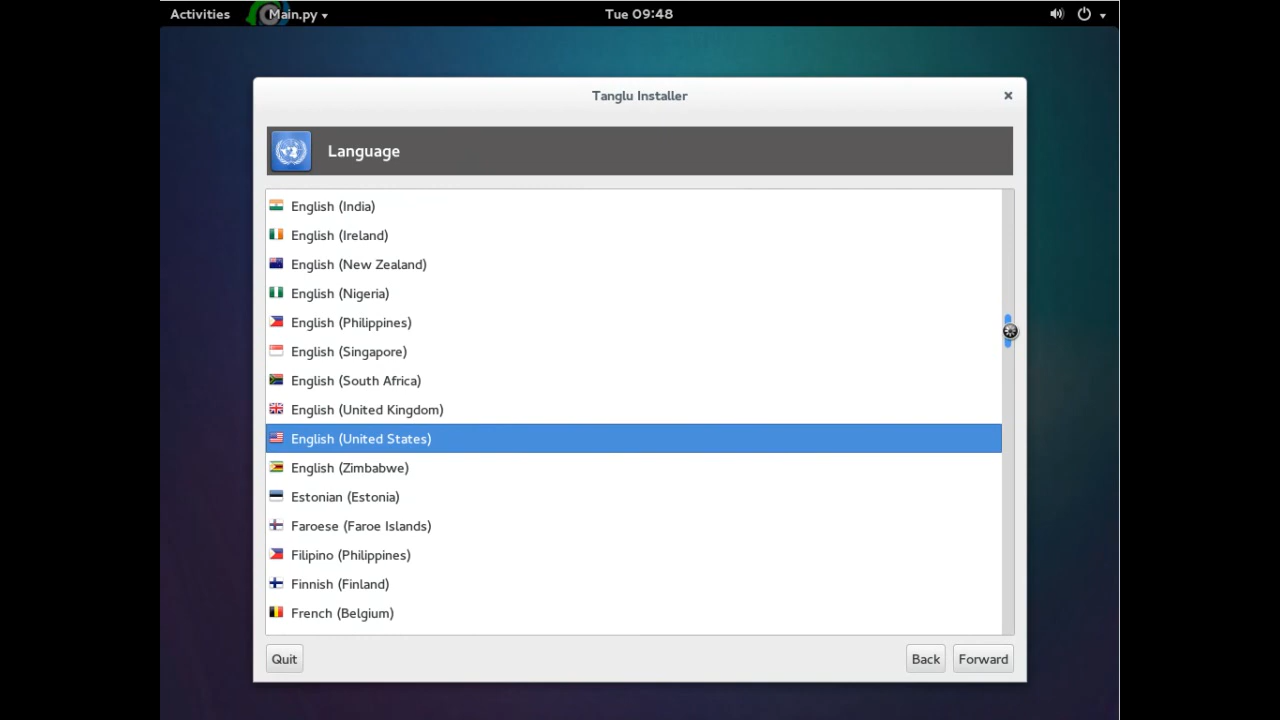 Activities Main.py Tue 09:48
Tanglu Installer
Language
English (India)
English (Ireland)
English (New Zealand)
English (Nigeria)
English (Philippines)
English (Singapore)
English (South Africa)
English (United Kingdom)
English (United States)
English (Zimbabwe)
Estonian (Estonia)
Faroese (Faroe Islands)
Filipino (Philippines)
Finnish (Finland)
French (Belgium)
Quit Back Forward